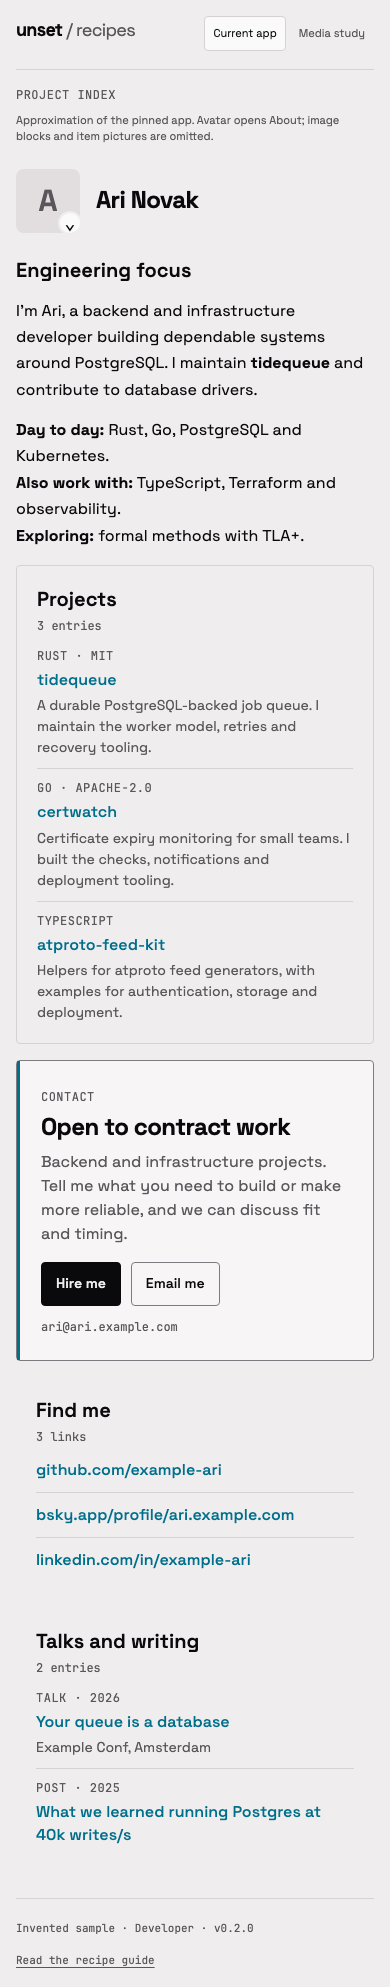 unset / recipes
Current app
Media study
PROJECT INDEX
Approximation of the pinned app. Avatar opens About; image
blocks and item pictures are omitted.
A
Ari Novak
Engineering focus
I'm Ari, a backend and infrastructure
developer building dependable systems
around PostgreSQL. I maintain tidequeue and
contribute to database drivers.
Day to day: Rust, Go, PostgreSQL and
Kubernetes.
Also work with: TypeScript, Terraform and
observability.
Exploring: formal methods with TLA+.
Projects
3 entries
RUST · MIT
tidequeue
A durable PostgreSQL-backed job queue. I
maintain the worker model, retries and
recovery tooling.
GO · APACHE-2.0
certwatch
Certificate expiry monitoring for small teams. I
built the checks, notifications and
deployment tooling.
TYPESCRIPT
atproto-feed-kit
Helpers for atproto feed generators, with
examples for authentication, storage and
deployment.
CONTACT
Open to contract work
Backend and infrastructure projects.
Tell me what you need to build or make
more reliable, and we can discuss fit
and timing.
Hire me
Email me
ari@ari.example.com
Find me
3 links
github.com/example-ari
bsky.app/profile/ari.example.com
linkedin.com/in/example-ari
Talks and writing
2 entries
TALK · 2026
Your queue is a database
Example Conf, Amsterdam
POST · 2025
What we learned running Postgres at
40k writes/s
Invented sample · Developer · v0.2.0
Read the recipe guide